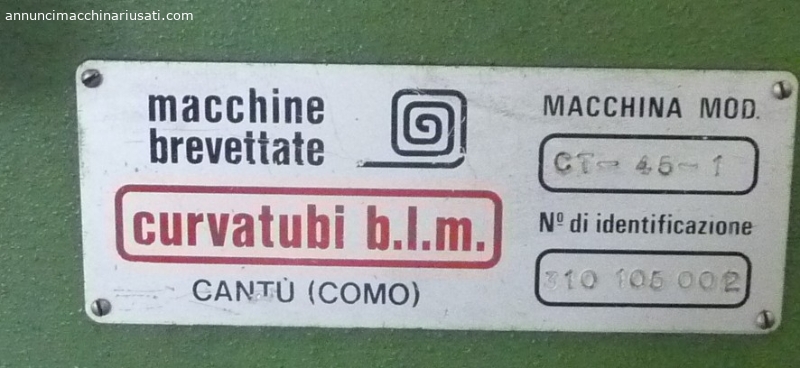 annuncimacchinariusati.com
macchine
brevettate
curvatubi b.l.m.
CANTÙ (COMO)
MACCHINA MOD.
CT-45-1
Nº di identificazione
310 105 002